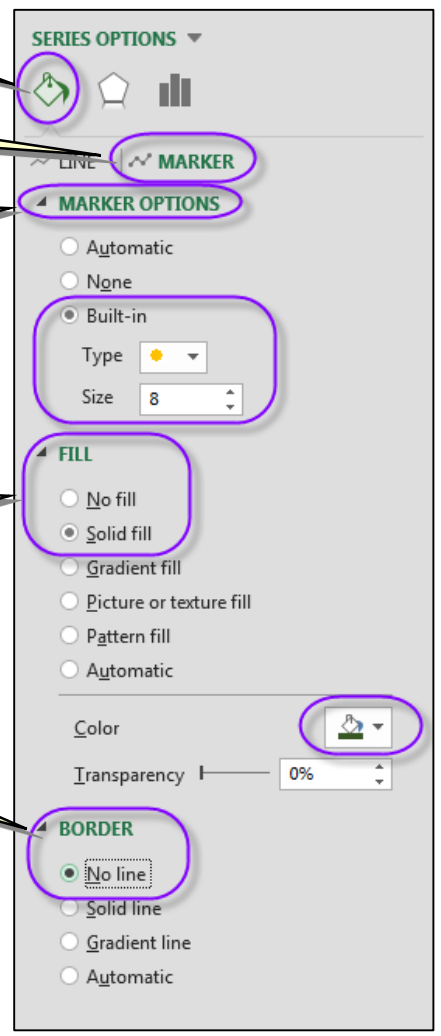 SERIES OPTIONS
LINE MARKER
MARKER OPTIONS
Automatic
None
Built-in
Type
Size 8
FILL
No fill
Solid fill
Gradient fill
Picture or texture fill
Pattern fill
Automatic
Color
Transparency 0%
BORDER
No line
Solid line
Gradient line
Automatic